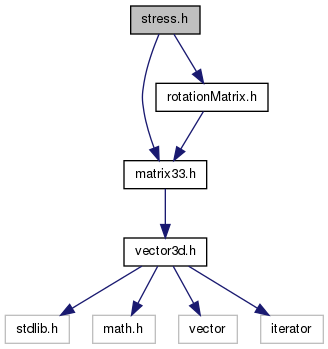 stress.h
rotationMatrix.h
matrix33.h
vector3d.h
stdlib.h
math.h
vector
iterator